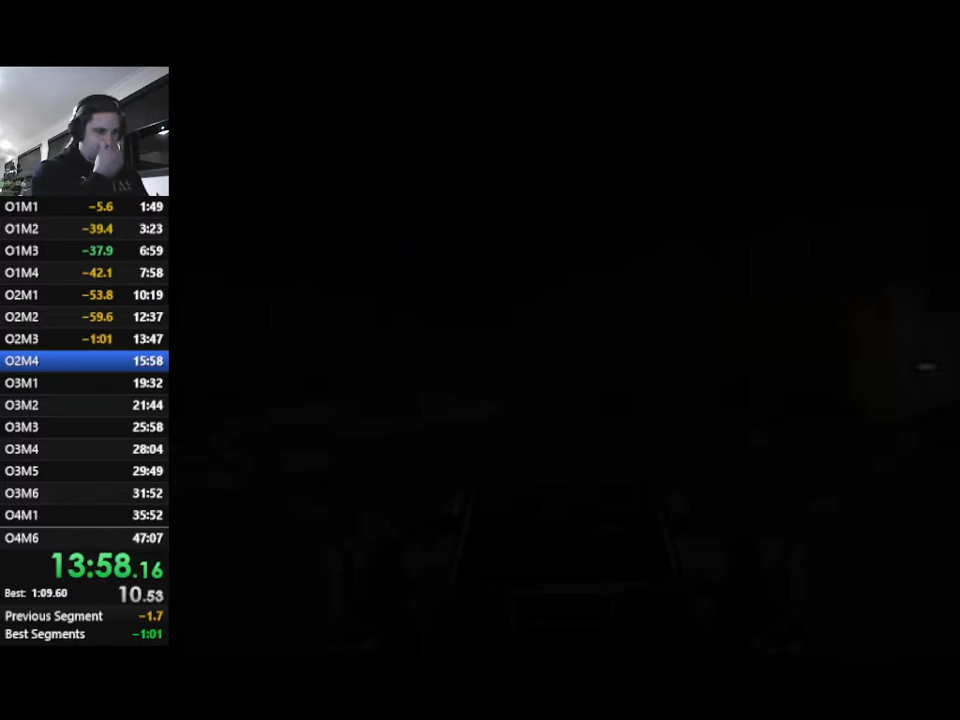 O1M1 −5.6 1:49
O1M2 −39.4 3:23
O1M3 −37.9 6:59
O1M4 −42.1 7:58
O2M1 −53.8 10:19
O2M2 −59.6 12:37
O2M3 −1:01 13:47
O2M4 15:58
O3M1 19:32
O3M2 21:44
O3M3 25:58
O3M4 28:04
O3M5 29:49
O3M6 31:52
O4M1 35:52
O4M6 47:07
13:58.16
Best: 1:09.60 10.53
Previous Segment −1.7
Best Segments −1:01